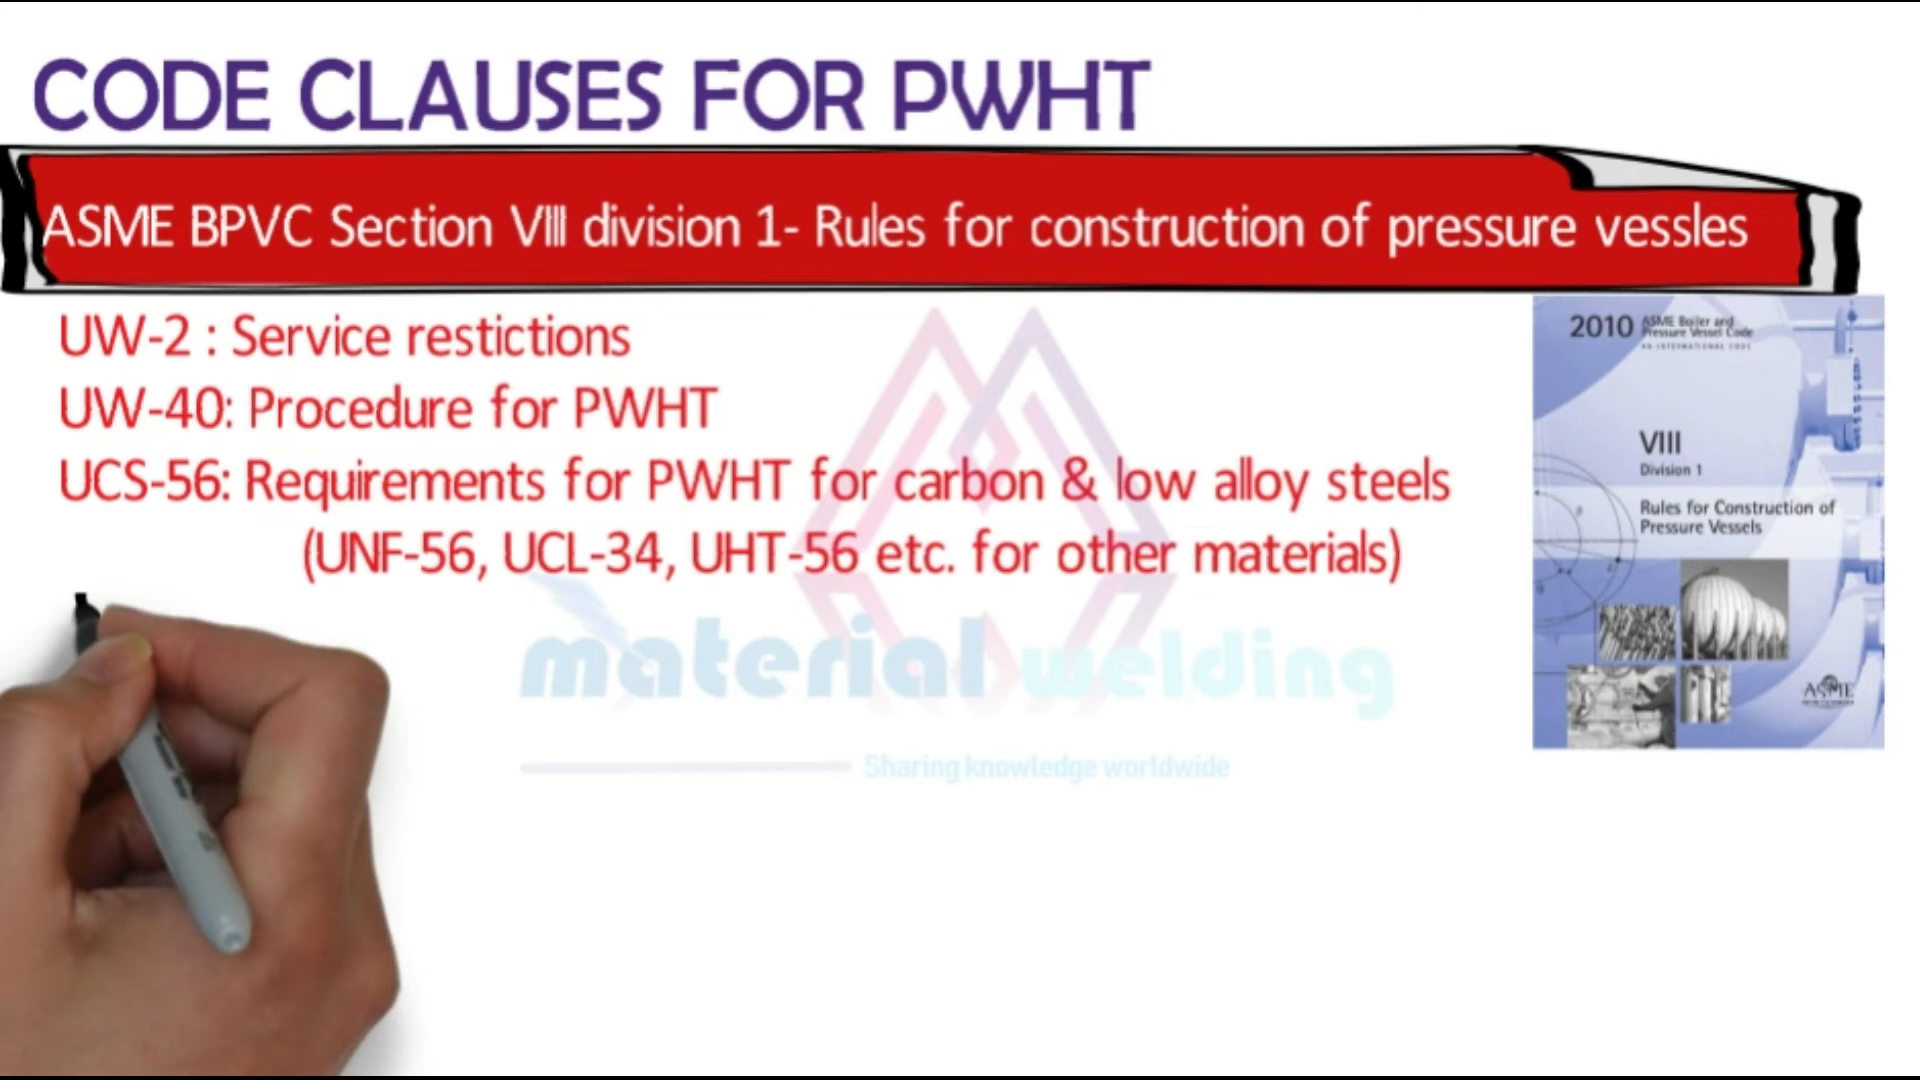 CODE CLAUSES FOR PWHT
ASME BPVC Section VIII division 1- Rules for construction of pressure vessles
UW-2 : Service restictions
UW-40: Procedure for PWHT
UCS-56: Requirements for PWHT for carbon & low alloy steels
(UNF-56, UCL-34, UHT-56 etc. for other materials)
2010 ASME Boiler and
Pressure Vessel Code
AN INTERNATIONAL CODE
VIII
Division 1
Rules for Construction of
Pressure Vessels
ASME
material welding
Sharing knowledge worldwide